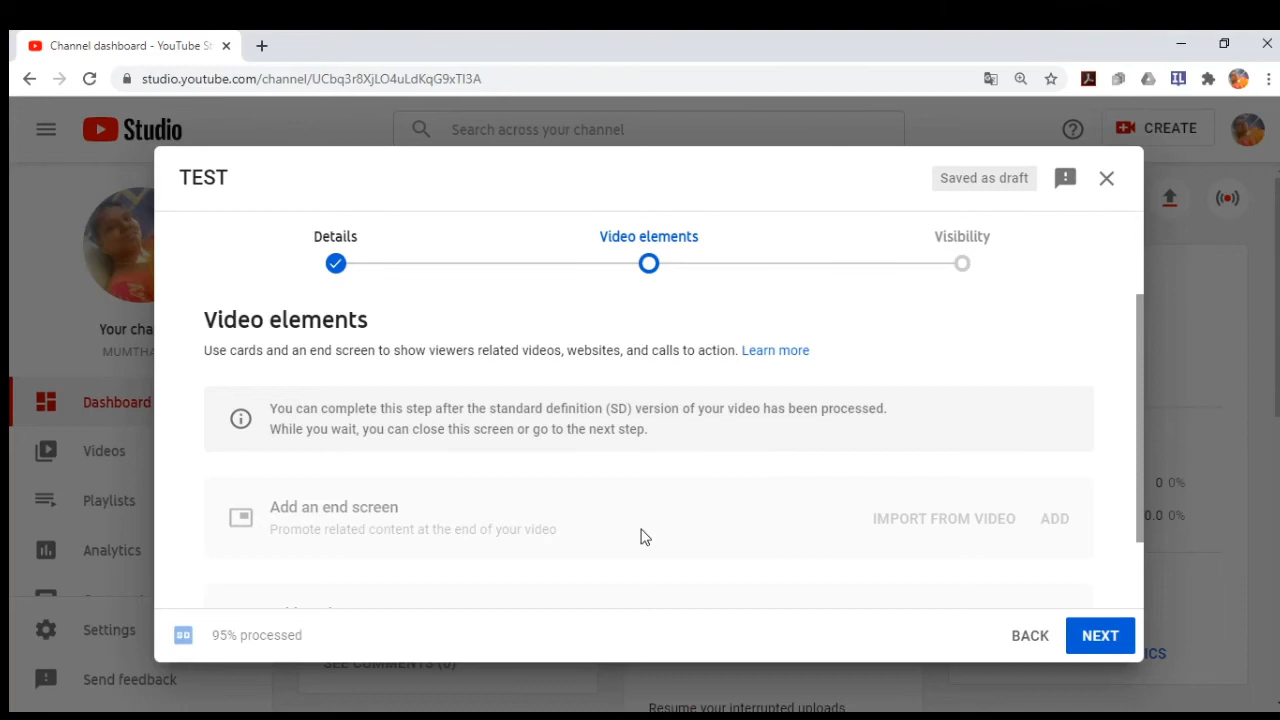 Channel dashboard - YouTube St
studio.youtube.com/channel/UCbq3r8XjLO4uLdKqG9xTI3A
Studio
Search across your channel
CREATE
TEST
Saved as draft
Details
Video elements
Visibility
Video elements
Use cards and an end screen to show viewers related videos, websites, and calls to action. Learn more
You can complete this step after the standard definition (SD) version of your video has been processed.
While you wait, you can close this screen or go to the next step.
Add an end screen
Promote related content at the end of your video
IMPORT FROM VIDEO
ADD
SD
95% processed
BACK
NEXT
Your cha
MUMTHA
Dashboard
Videos
Playlists
Analytics
Settings
Send feedback
0 0%
0.0 0%
ICS
SEE COMMENTS (0)
Resume your interrupted uploads